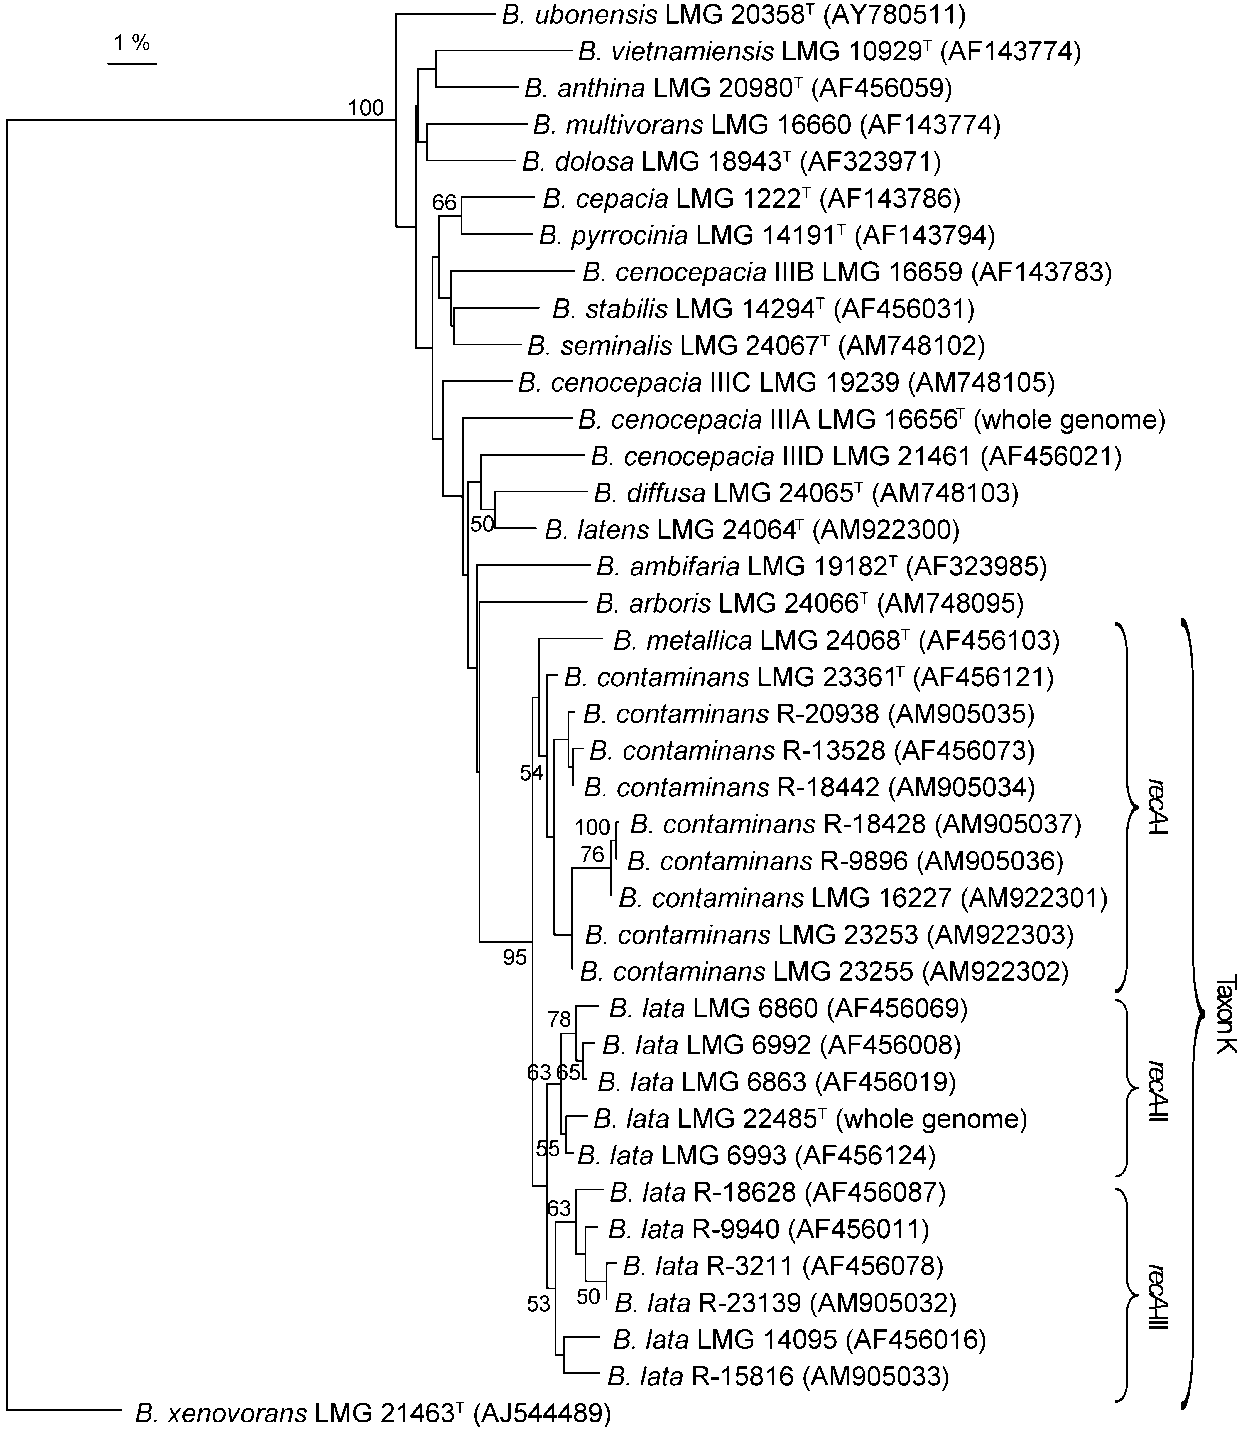 B. ubonensis LMG 20358ᵀ (AY780511)
1 %
B. vietnamiensis LMG 10929ᵀ (AF143774)
B. anthina LMG 20980ᵀ (AF456059)
100
B. multivorans LMG 16660 (AF143774)
B. dolosa LMG 18943ᵀ (AF323971)
66
B. cepacia LMG 1222ᵀ (AF143786)
B. pyrrocinia LMG 14191ᵀ (AF143794)
B. cenocepacia IIIB LMG 16659 (AF143783)
B. stabilis LMG 14294ᵀ (AF456031)
B. seminalis LMG 24067ᵀ (AM748102)
B. cenocepacia IIIC LMG 19239 (AM748105)
B. cenocepacia IIIA LMG 16656ᵀ (whole genome)
B. cenocepacia IIID LMG 21461 (AF456021)
B. diffusa LMG 24065ᵀ (AM748103)
50
B. latens LMG 24064ᵀ (AM922300)
B. ambifaria LMG 19182ᵀ (AF323985)
B. arboris LMG 24066ᵀ (AM748095)
B. metallica LMG 24068ᵀ (AF456103)
B. contaminans LMG 23361ᵀ (AF456121)
B. contaminans R-20938 (AM905035)
B. contaminans R-13528 (AF456073)
54
B. contaminans R-18442 (AM905034)
recA-I
100
B. contaminans R-18428 (AM905037)
76
B. contaminans R-9896 (AM905036)
B. contaminans LMG 16227 (AM922301)
B. contaminans LMG 23253 (AM922303)
95
B. contaminans LMG 23255 (AM922302)
Taxon K
B. lata LMG 6860 (AF456069)
78
B. lata LMG 6992 (AF456008)
63
65
B. lata LMG 6863 (AF456019)
recA-II
B. lata LMG 22485ᵀ (whole genome)
55
B. lata LMG 6993 (AF456124)
B. lata R-18628 (AF456087)
63
B. lata R-9940 (AF456011)
B. lata R-3211 (AF456078)
recA-III
50
53
B. lata R-23139 (AM905032)
B. lata LMG 14095 (AF456016)
B. lata R-15816 (AM905033)
B. xenovorans LMG 21463ᵀ (AJ544489)